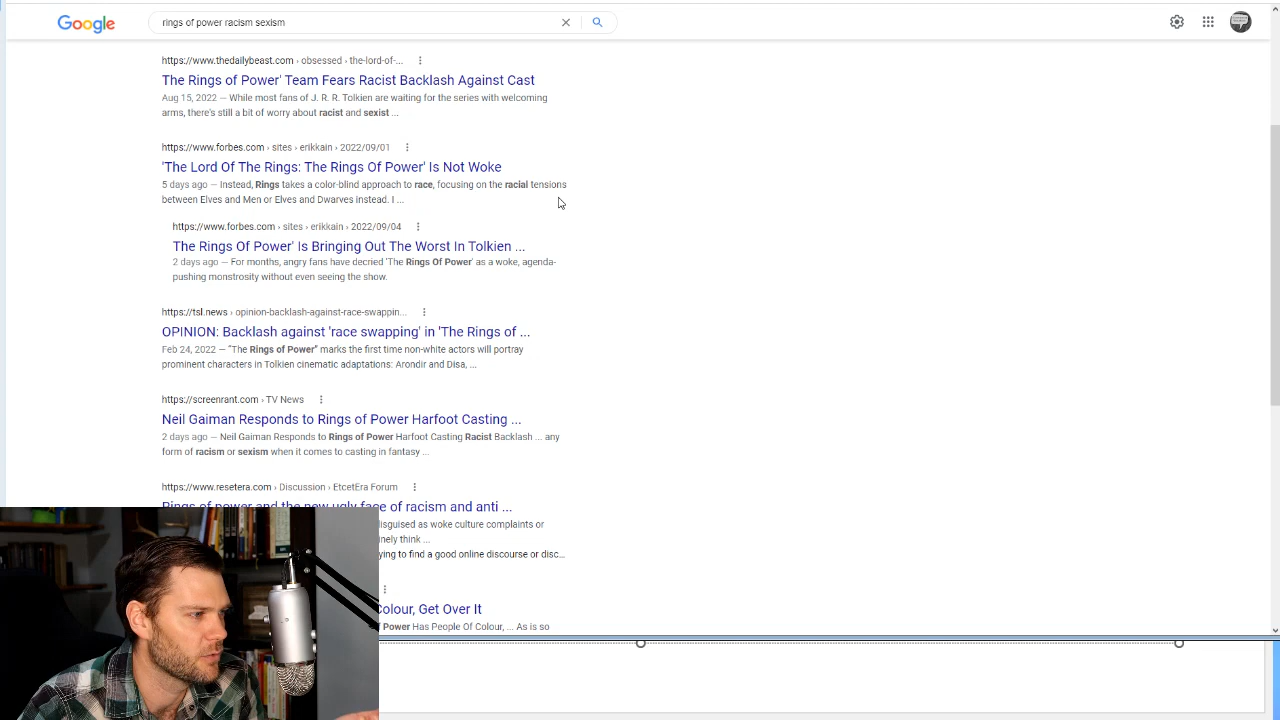 Google
rings of power racism sexism
https://www.thedailybeast.com › obsessed › the-lord-of-...
The Rings of Power' Team Fears Racist Backlash Against Cast
Aug 15, 2022 — While most fans of J. R. R. Tolkien are waiting for the series with welcoming
arms, there's still a bit of worry about racist and sexist ...
https://www.forbes.com › sites › erikkain › 2022/09/01
'The Lord Of The Rings: The Rings Of Power' Is Not Woke
5 days ago — Instead, Rings takes a color-blind approach to race, focusing on the racial tensions
between Elves and Men or Elves and Dwarves instead. I ...
https://www.forbes.com › sites › erikkain › 2022/09/04
The Rings Of Power' Is Bringing Out The Worst In Tolkien ...
2 days ago — For months, angry fans have decried 'The Rings Of Power' as a woke, agenda-
pushing monstrosity without even seeing the show.
https://tsl.news › opinion-backlash-against-race-swappin...
OPINION: Backlash against 'race swapping' in 'The Rings of ...
Feb 24, 2022 — “The Rings of Power” marks the first time non-white actors will portray
prominent characters in Tolkien cinematic adaptations: Arondir and Disa, ...
https://screenrant.com › TV News
Neil Gaiman Responds to Rings of Power Harfoot Casting ...
2 days ago — Neil Gaiman Responds to Rings of Power Harfoot Casting Racist Backlash ... any
form of racism or sexism when it comes to casting in fantasy ...
https://www.resetera.com › Discussion › EtcetEra Forum
Rings of power and the new ugly face of racism and anti ...
disguised as woke culture complaints or
think ...
to find a good online discourse or disc...
Colour, Get Over It
Power Has People Of Colour, ... As is so